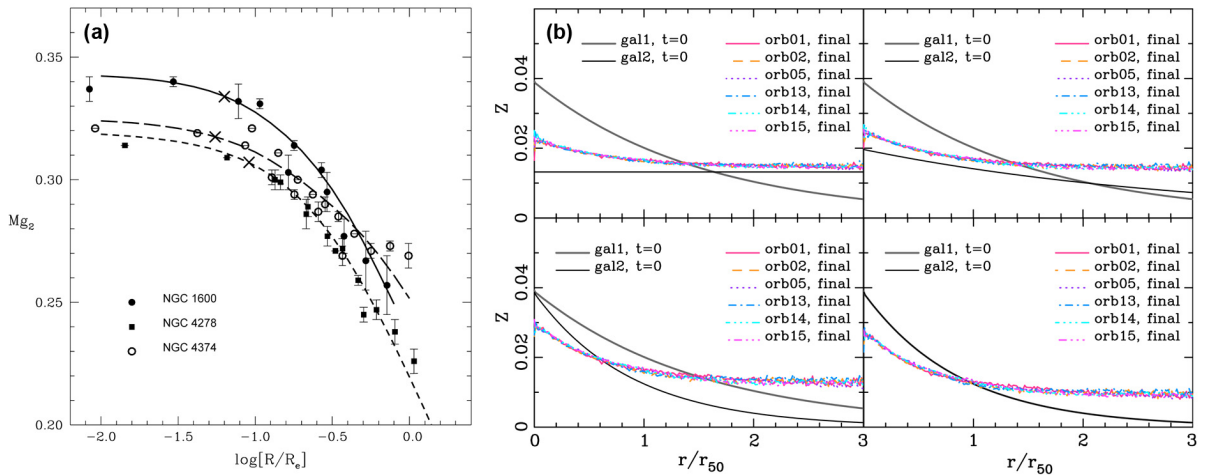 (a)
0.35
0.30
0.25
0.20
Mg₂
NGC 1600
NGC 4278
NGC 4374
−2.0 −1.5 −1.0 −0.5 0.0
log[R/Rₑ]
(b)
gal1, t=0
gal2, t=0
orb01, final
orb02, final
orb05, final
orb13, final
orb14, final
orb15, final
Z
0.04
0.02
0
gal1, t=0
gal2, t=0
orb01, final
orb02, final
orb05, final
orb13, final
orb14, final
orb15, final
gal1, t=0
gal2, t=0
orb01, final
orb02, final
orb05, final
orb13, final
orb14, final
orb15, final
Z
0.04
0.02
0
0 1 2 3
r/r₅₀
gal1, t=0
gal2, t=0
orb01, final
orb02, final
orb05, final
orb13, final
orb14, final
orb15, final
1 2 3
r/r₅₀